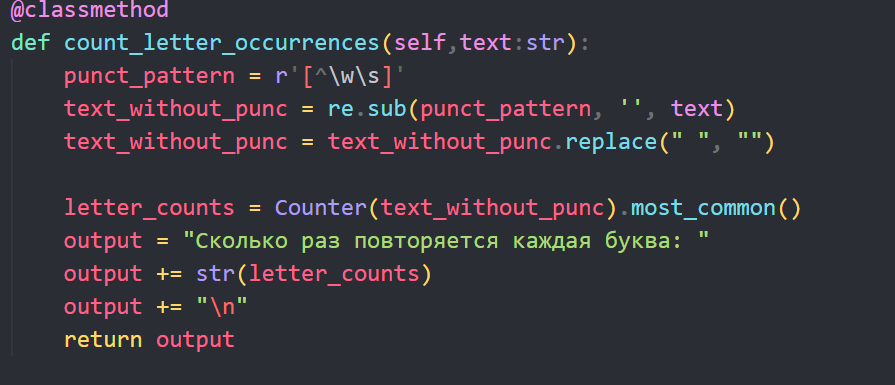 @classmethod
def count_letter_occurrences(self,text:str):
    punct_pattern = r'[^\w\s]'
    text_without_punc = re.sub(punct_pattern, '', text)
    text_without_punc = text_without_punc.replace(" ", "")

    letter_counts = Counter(text_without_punc).most_common()
    output = "Сколько раз повторяется каждая буква: "
    output += str(letter_counts)
    output += "\n"
    return output